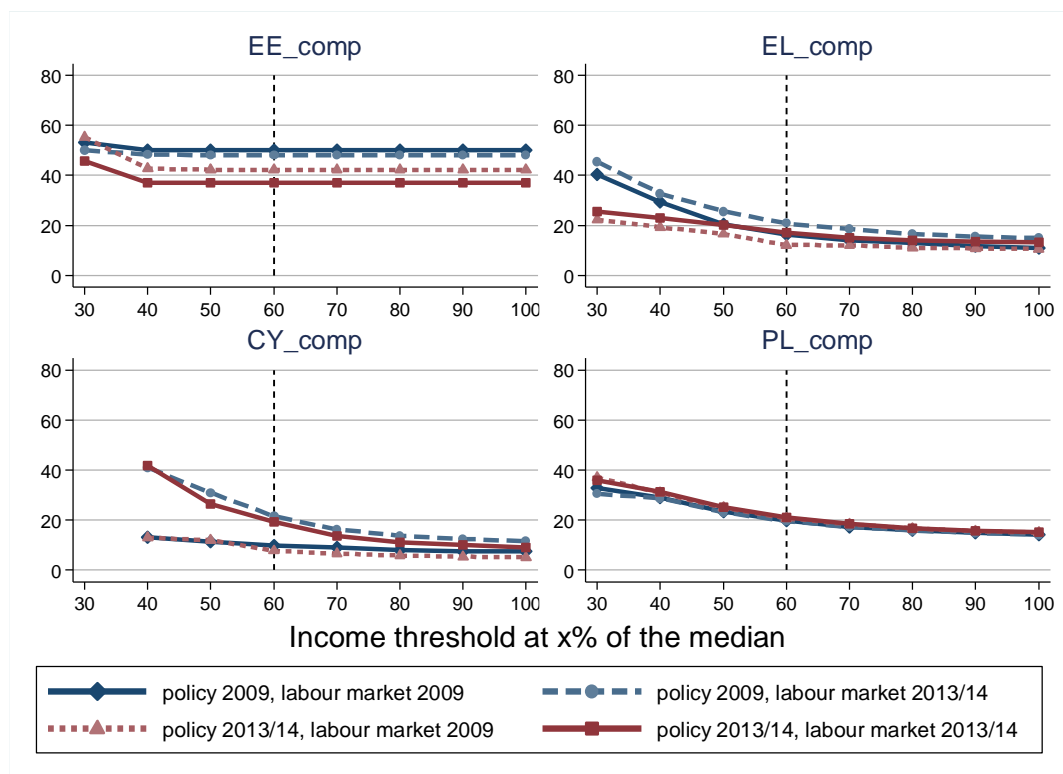 EE_comp
EL_comp
80
60
40
20
0
30 40 50 60 70 80 90 100
80
60
40
20
0
30 40 50 60 70 80 90 100
CY_comp
PL_comp
80
60
40
20
0
30 40 50 60 70 80 90 100
80
60
40
20
0
30 40 50 60 70 80 90 100
Income threshold at x% of the median
policy 2009, labour market 2009
policy 2009, labour market 2013/14
policy 2013/14, labour market 2009
policy 2013/14, labour market 2013/14